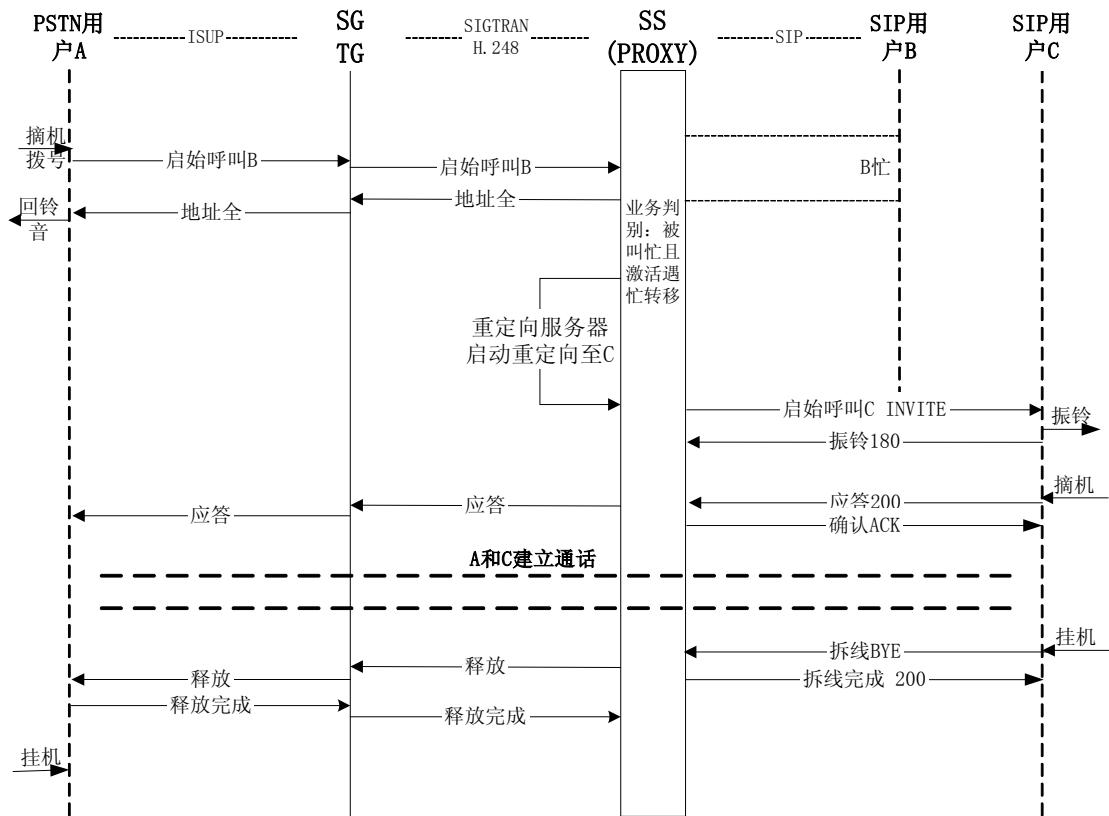 PSTN用
户A
ISUP
SG
TG
SIGTRAN
H.248
SS
(PROXY)
SIP
SIP用
户B
SIP用
户C
摘机
拨号
启始呼叫B
启始呼叫B
B忙
地址全
地址全
回铃
音
业务判
别：被
叫忙且
激活遇
忙转移
重定向服务器
启动重定向至C
启始呼叫C INVITE
振铃
振铃180
摘机
应答200
应答
应答
确认ACK
A和C建立通话
挂机
拆线BYE
释放
释放
拆线完成 200
释放完成
释放完成
挂机